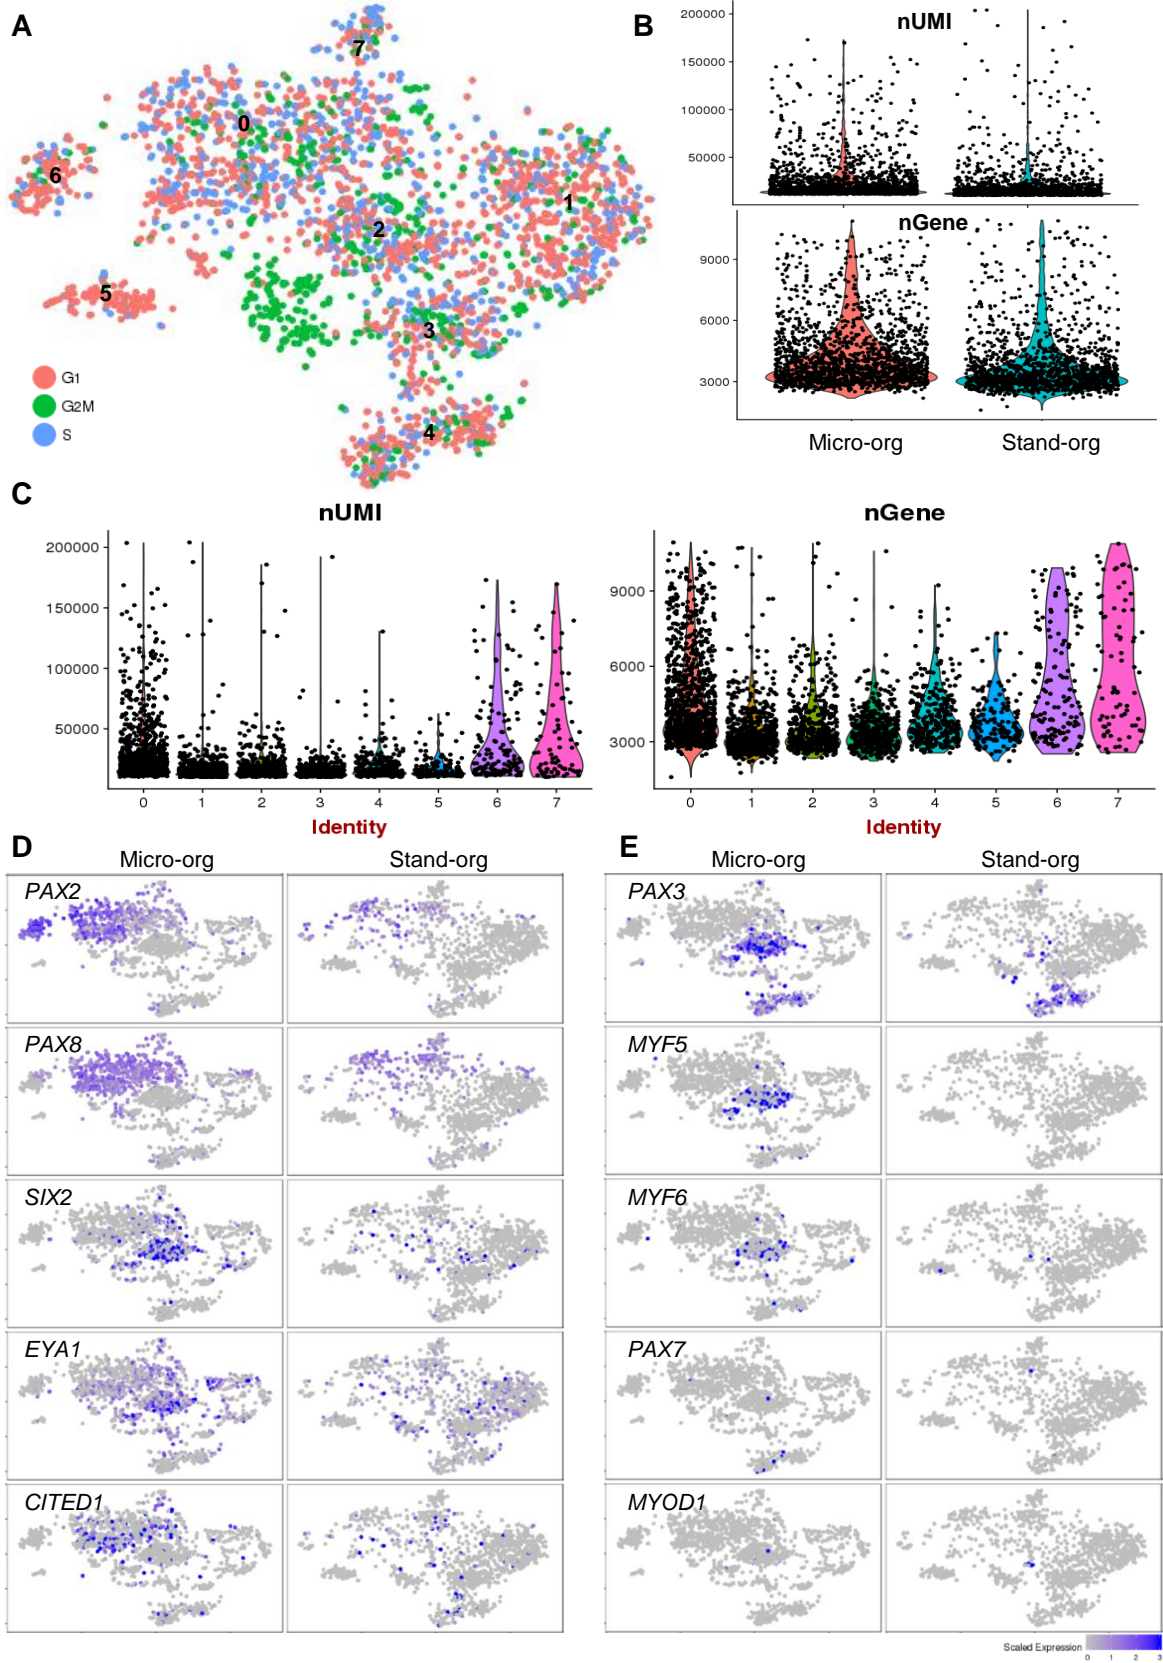 A
7
0
6
1
2
5
3
4
G1
G2M
S
B
nUMI
200000
150000
100000
50000
nGene
9000
6000
3000
Micro-org Stand-org
C
nUMI
200000
150000
100000
50000
0 1 2 3 4 5 6 7
Identity
nGene
9000
6000
3000
0 1 2 3 4 5 6 7
Identity
D
Micro-org Stand-org
PAX2
PAX8
SIX2
EYA1
CITED1
E
Micro-org Stand-org
PAX3
MYF5
MYF6
PAX7
MYOD1
Scaled Expression
0 1 2 3